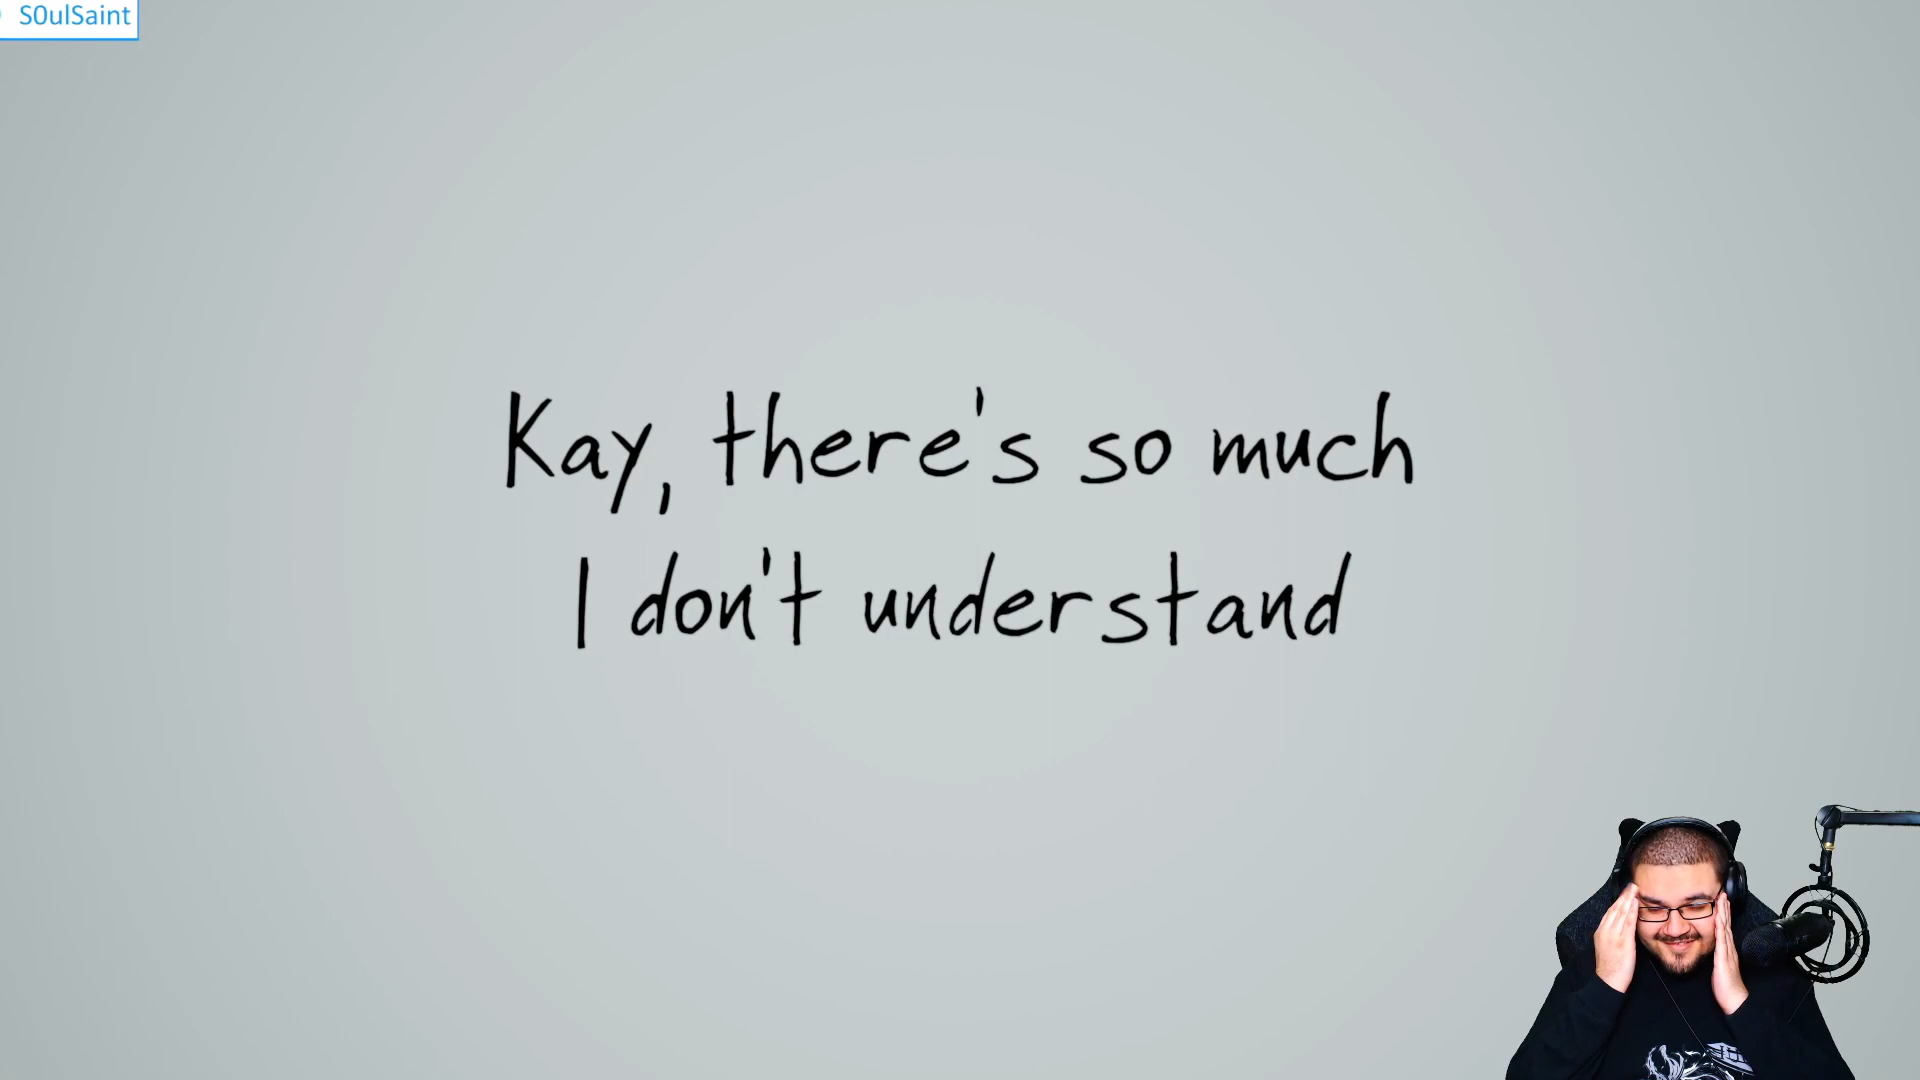 S0ulSaint
Kay, there's so much
I don't understand